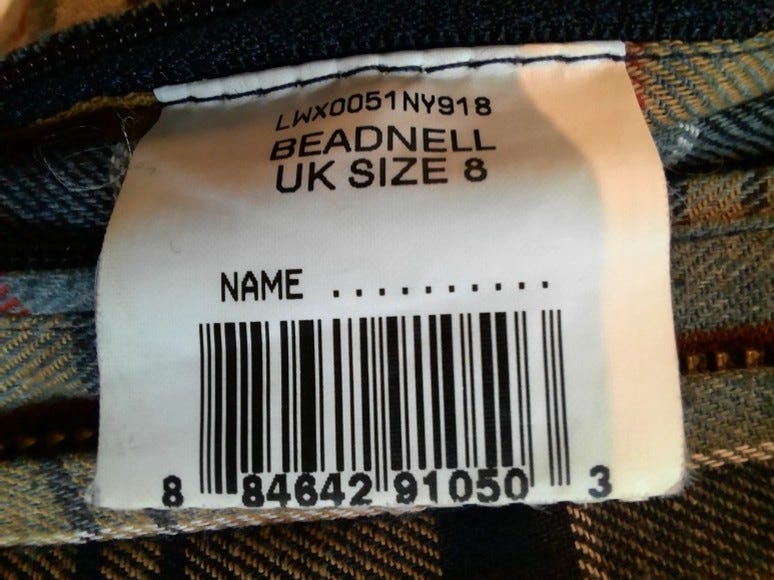 LWX0051NY918
BEADNELL
UK SIZE 8
NAME ..........
8 84642 91050 3